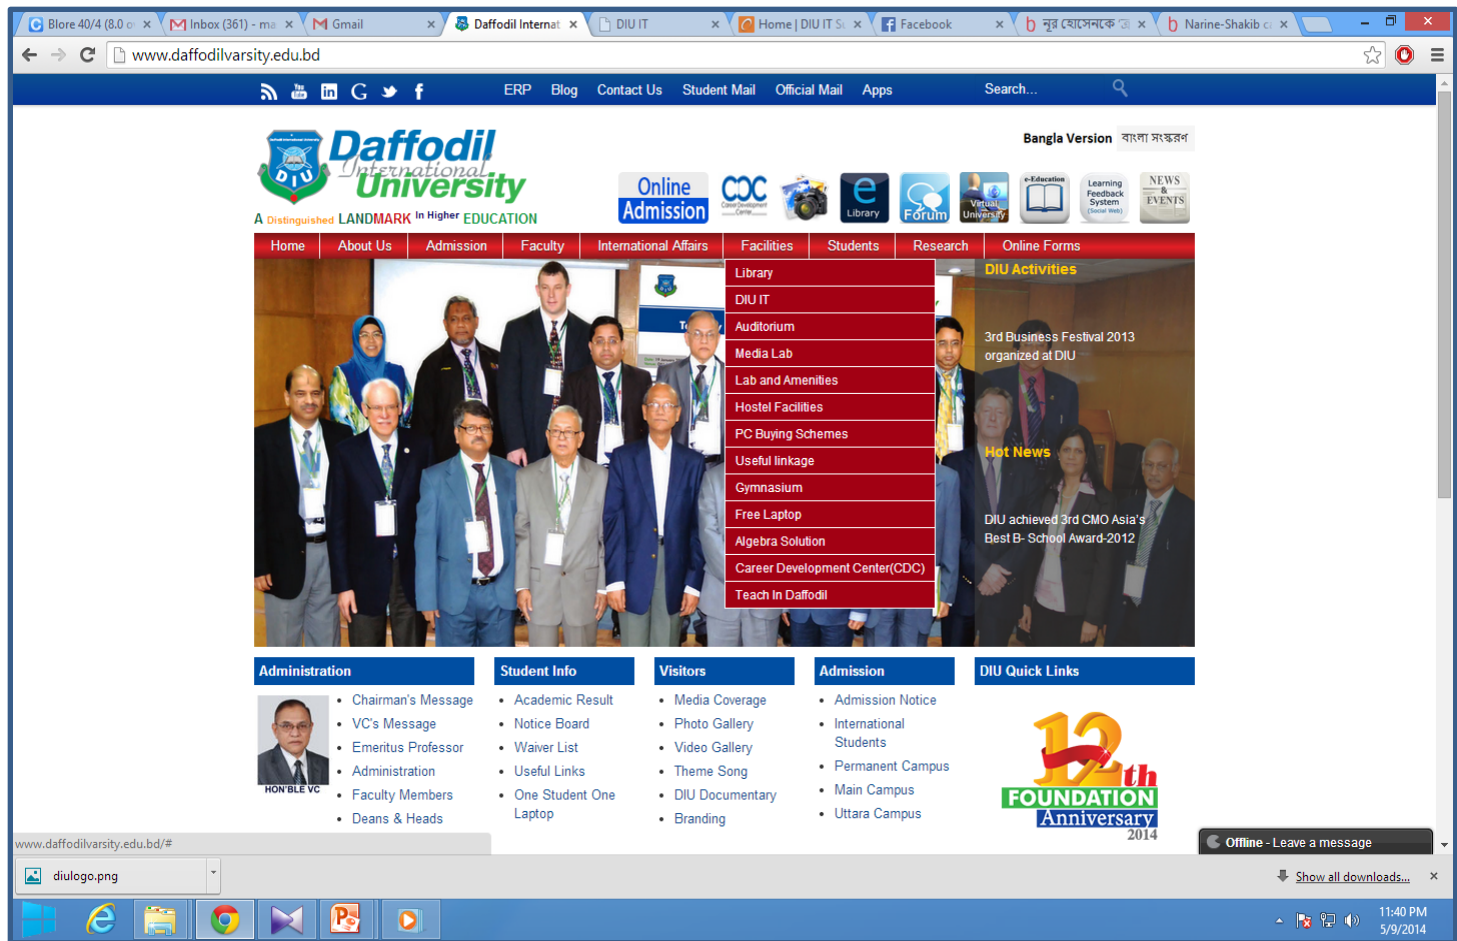 Blore 40/4 (8.0 o
Inbox (361) - ma
Gmail
Daffodil Internat
DIU IT
Home | DIU IT Su
Facebook
নূর হোসেনকে
Narine-Shakib ca
www.daffodilvarsity.edu.bd
ERP Blog Contact Us Student Mail Official Mail Apps Search...
Bangla Version বাংলা সংস্করণ
Daffodil
International
University
DIU
A Distinguished LANDMARK In Higher EDUCATION
Online
Admission
CDC
Career Development
Center
e
Library
Forum
Virtual
University
e-Education
Learning
Feedback
System
(Social Web)
NEWS
&
EVENTS
Home About Us Admission Faculty International Affairs Facilities Students Research Online Forms
Library
DIU IT
Auditorium
Media Lab
Lab and Amenities
Hostel Facilities
PC Buying Schemes
Useful linkage
Gymnasium
Free Laptop
Algebra Solution
Career Development Center(CDC)
Teach In Daffodil
DIU Activities
3rd Business Festival 2013
organized at DIU
Hot News
DIU achieved 3rd CMO Asia's
Best B- School Award-2012
Administration
HON'BLE VC
Chairman's Message
VC's Message
Emeritus Professor
Administration
Faculty Members
Deans & Heads
Student Info
Academic Result
Notice Board
Waiver List
Useful Links
One Student One
Laptop
Visitors
Media Coverage
Photo Gallery
Video Gallery
Theme Song
DIU Documentary
Branding
Admission
Admission Notice
International
Students
Permanent Campus
Main Campus
Uttara Campus
DIU Quick Links
12th
FOUNDATION
Anniversary
2014
www.daffodilvarsity.edu.bd/#
Offline - Leave a message
diulogo.png
Show all downloads...
11:40 PM
5/9/2014